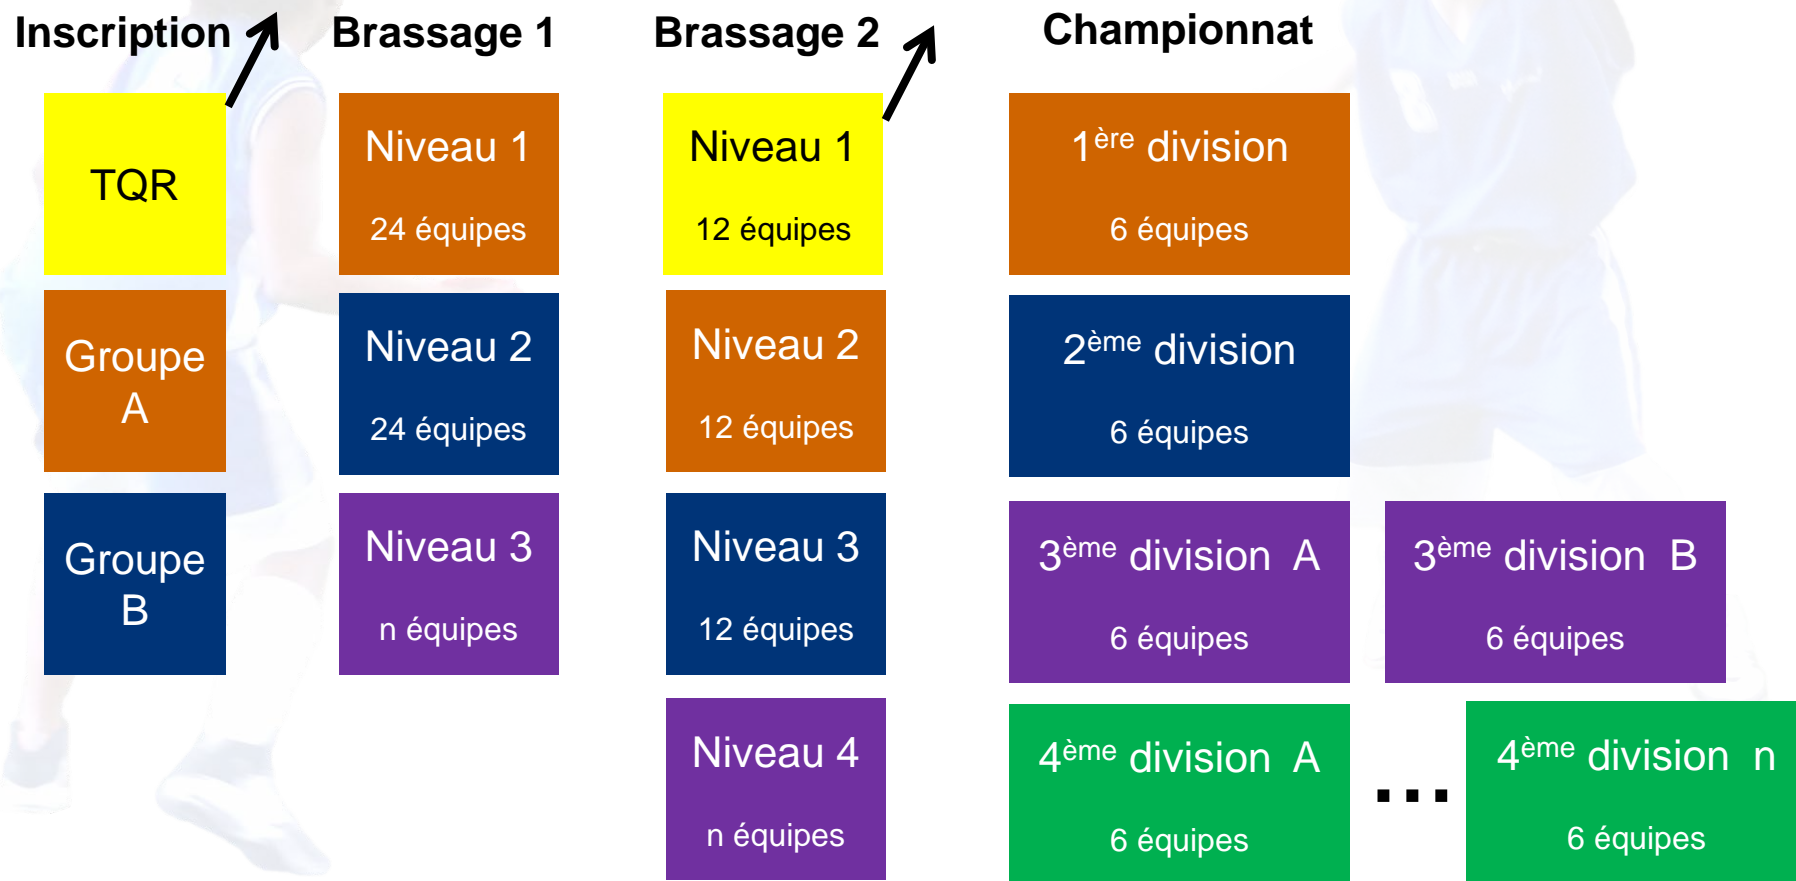 Inscription
Brassage 1
Brassage 2
Championnat
TQR
Niveau 1
24 équipes
Niveau 1
12 équipes
1ère division
6 équipes
Groupe
A
Niveau 2
24 équipes
Niveau 2
12 équipes
2ème division
6 équipes
Groupe
B
Niveau 3
n équipes
Niveau 3
12 équipes
3ème division A
6 équipes
3ème division B
6 équipes
Niveau 4
n équipes
4ème division A
6 équipes
...
4ème division n
6 équipes